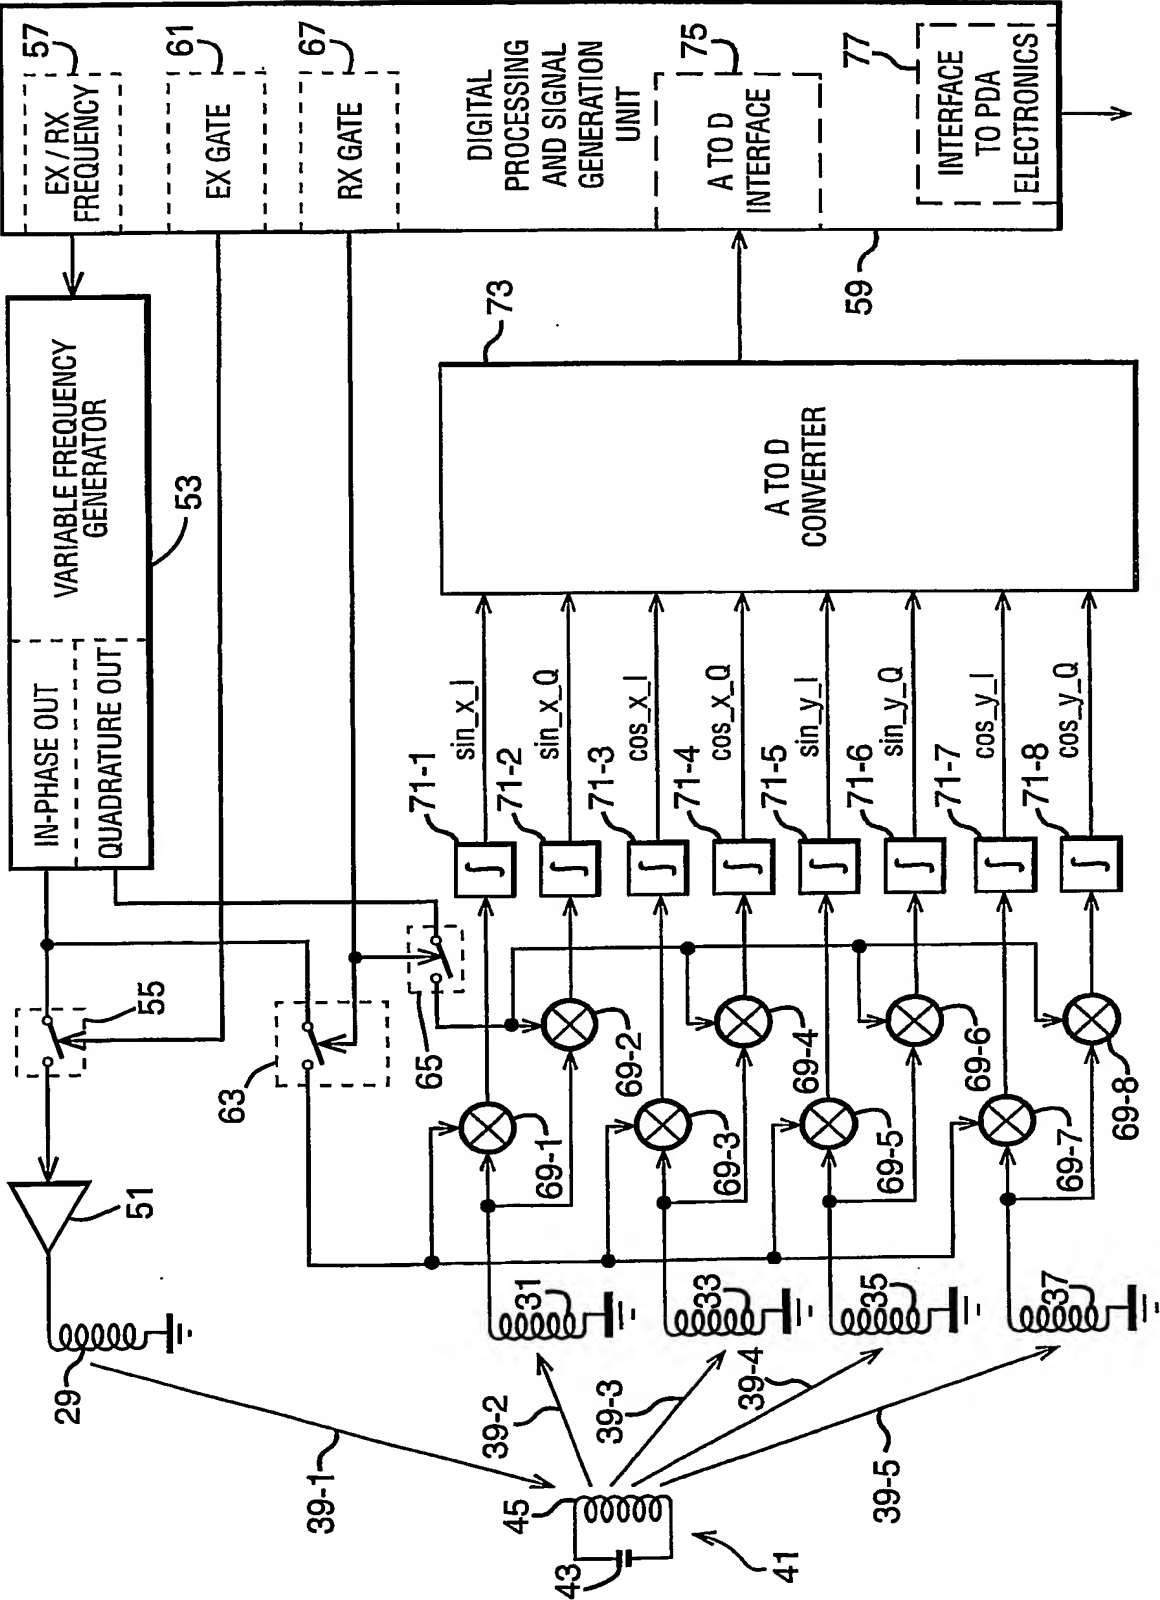 57
EX / RX
FREQUENCY
61
EX GATE
67
RX GATE
DIGITAL
PROCESSING
AND SIGNAL
GENERATION
UNIT
75
A TO D
INTERFACE
77
INTERFACE
TO PDA
ELECTRONICS
59
VARIABLE FREQUENCY
GENERATOR
53
IN-PHASE OUT
QUADRATURE OUT
73
A TO D
CONVERTER
sin_x_I
sin_x_Q
cos_x_I
cos_x_Q
sin_y_I
sin_y_Q
cos_y_I
cos_y_Q
71-1
71-2
71-3
71-4
71-5
71-6
71-7
71-8
∫
∫
∫
∫
∫
∫
∫
∫
55
63
65
69-2
69-4
69-6
69-8
69-1
69-3
69-5
69-7
51
29
31
33
35
37
39-1
39-2
39-3
39-4
39-5
45
43
41